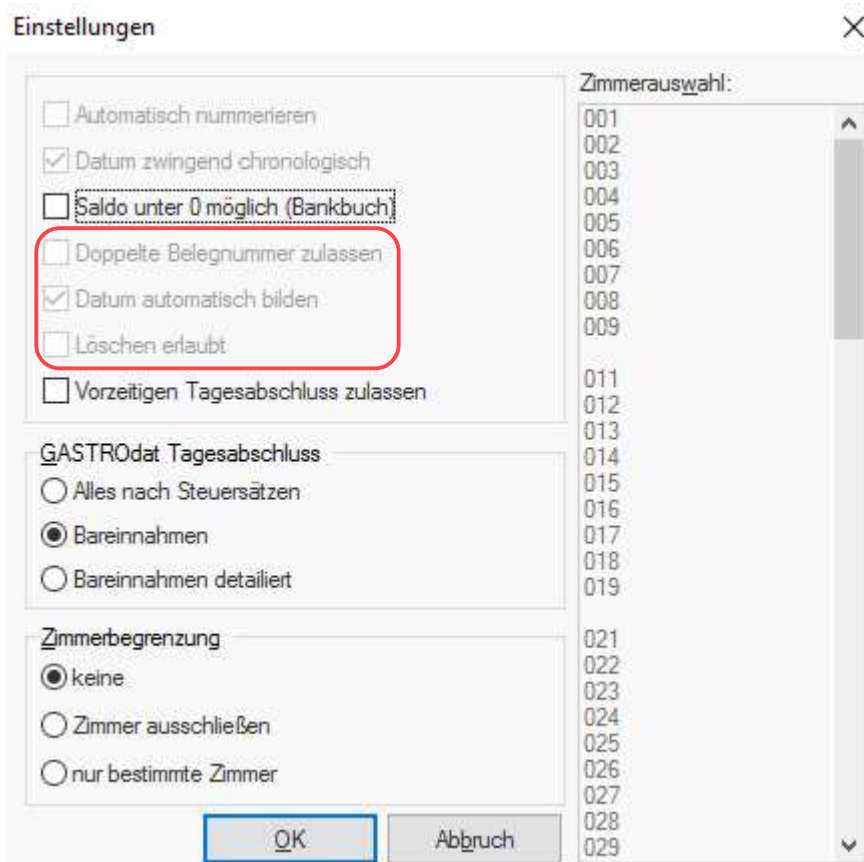 Einstellungen
Automatisch nummerieren
Datum zwingend chronologisch
Saldo unter 0 möglich (Bankbuch)
Doppelte Belegnummer zulassen
Datum automatisch bilden
Löschen erlaubt
Vorzeitigen Tagesabschluss zulassen
GASTROdat Tagesabschluss
Alles nach Steuersätzen
Bareinnahmen
Bareinnahmen detailiert
Zimmerbegrenzung
keine
Zimmer ausschließen
nur bestimmte Zimmer
OK
Abbruch
Zimmerauswahl:
001
002
003
004
005
006
007
008
009
011
012
013
014
015
016
017
018
019
021
022
023
024
025
026
027
028
029